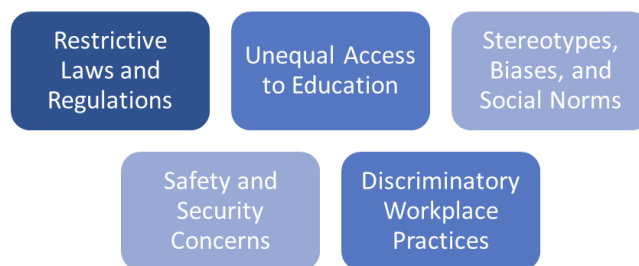 Restrictive
Laws and
Regulations
Unequal Access
to Education
Stereotypes,
Biases, and
Social Norms
Safety and
Security
Concerns
Discriminatory
Workplace
Practices